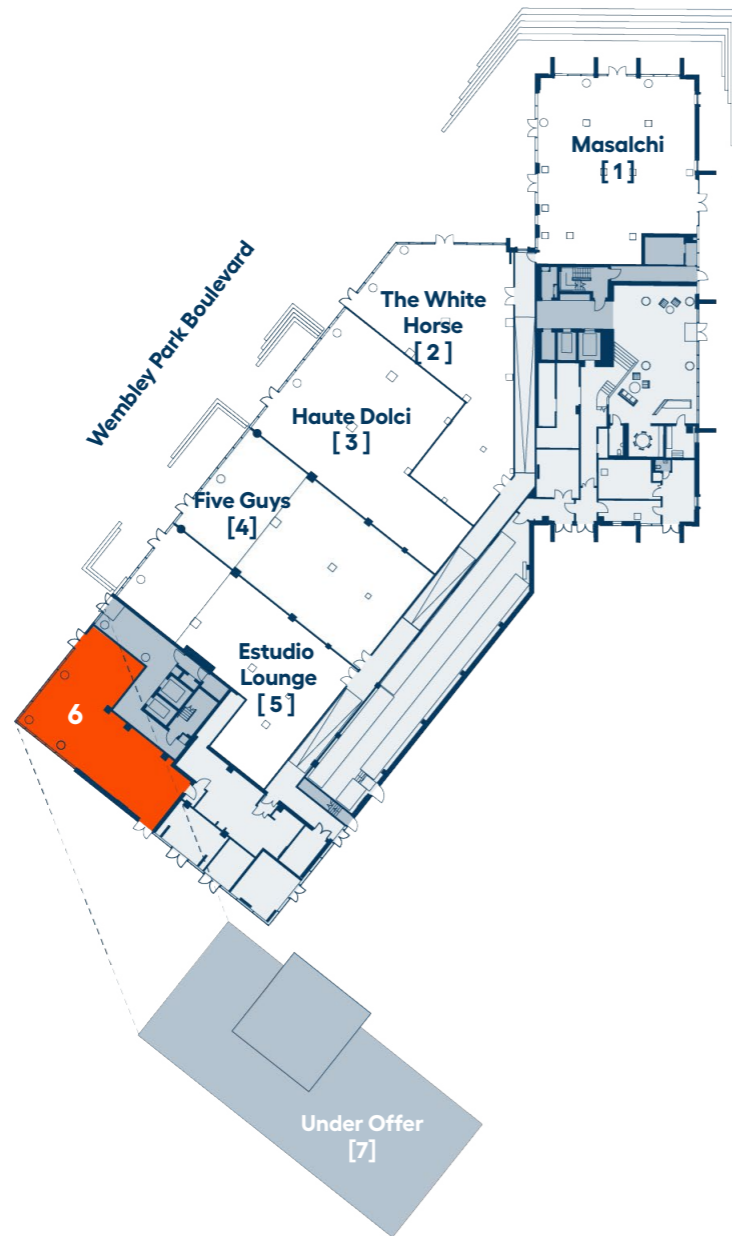 Masalchi
[ 1 ]
Wembley Park Boulevard
The White
Horse
[ 2 ]
Haute Dolci
[ 3 ]
Five Guys
[4]
Estudio
Lounge
[ 5 ]
6
Under Offer
[7]